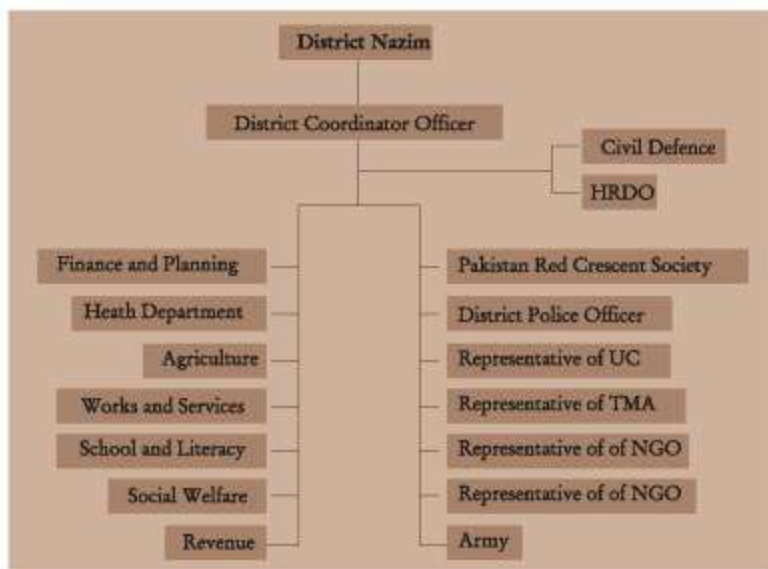 District Nazim
District Coordinator Officer
Civil Defence
HRDO
Finance and Planning
Heath Department
Agriculture
Works and Services
School and Literacy
Social Welfare
Revenue
Pakistan Red Crescent Society
District Police Officer
Representative of UC
Representative of TMA
Representative of of NGO
Representative of of NGO
Army